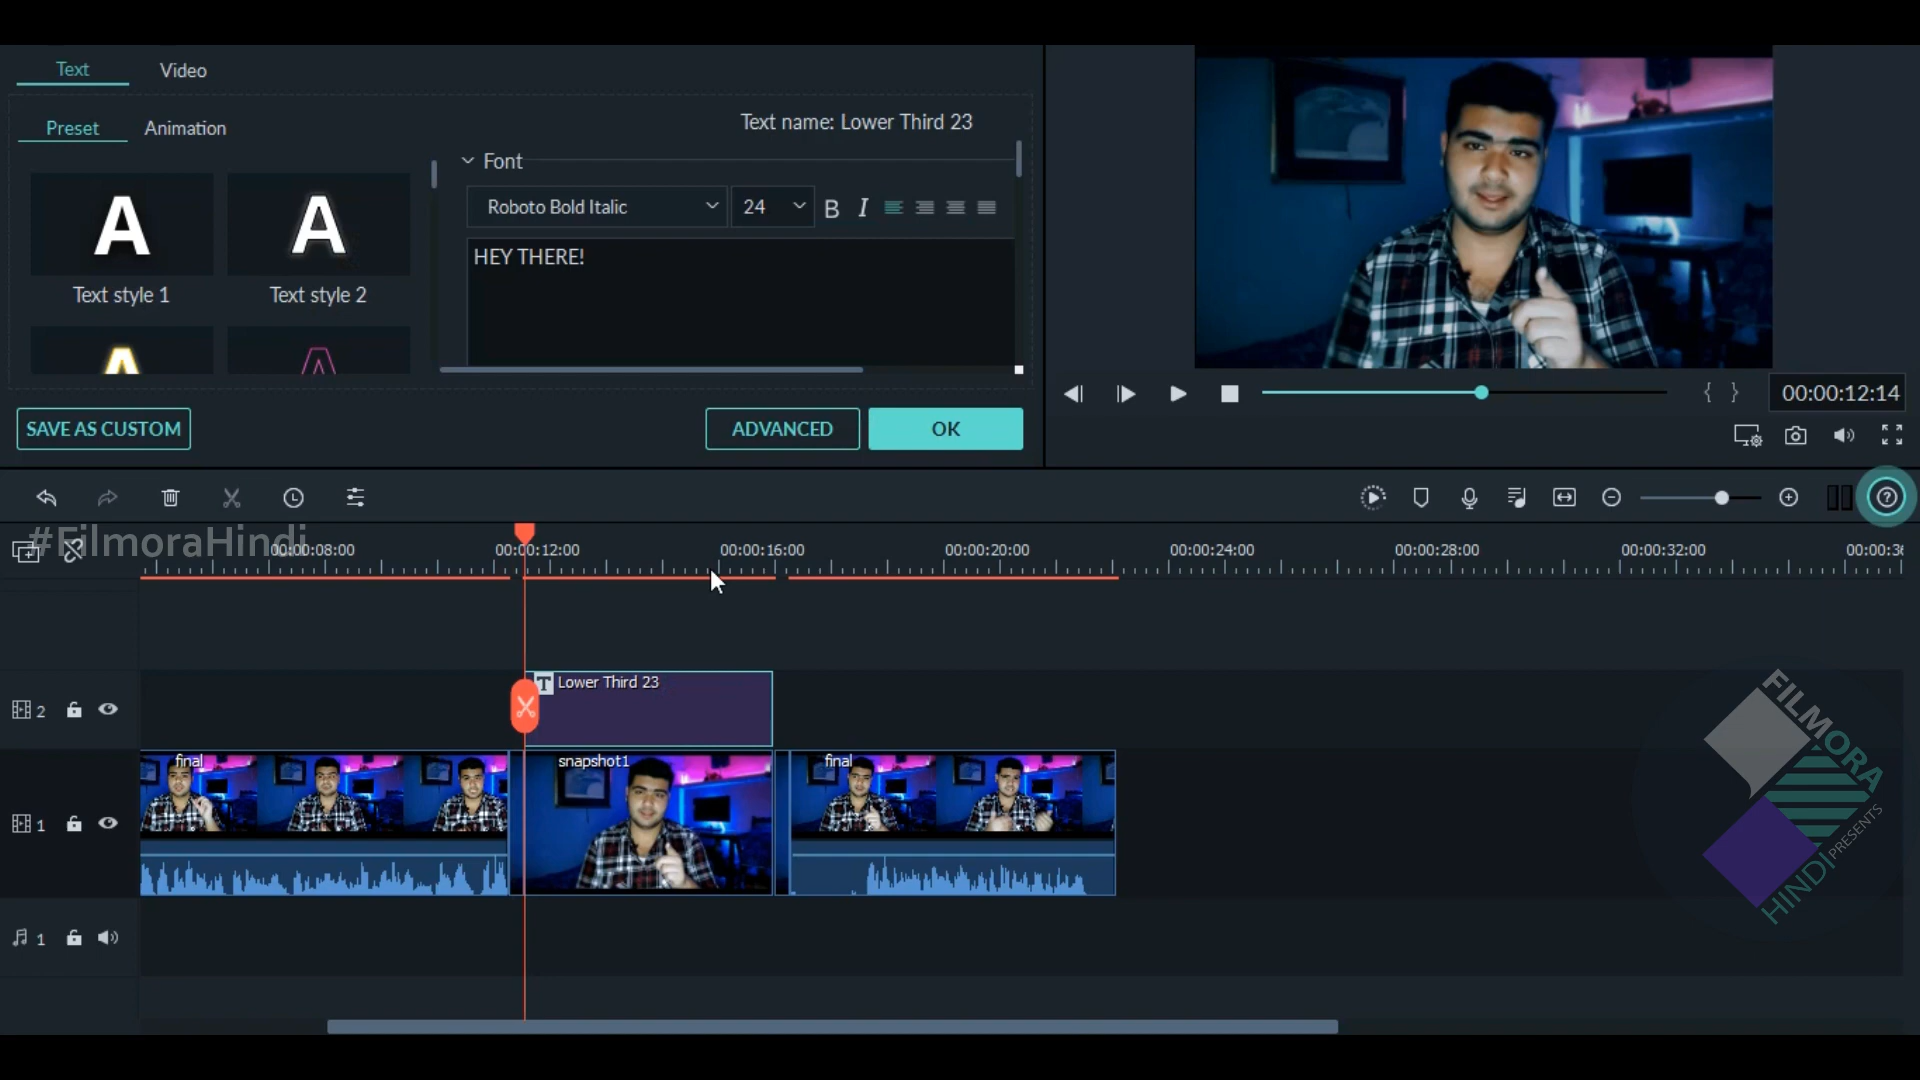 Text Video
Preset Animation
Text name: Lower Third 23
Font
Roboto Bold Italic 24 B I
HEY THERE!
A A
Text style 1 Text style 2
A A
SAVE AS CUSTOM ADVANCED OK
{ } 00:00:12:14
#FilmoraHindi
00:00:08:00 00:00:12:00 00:00:16:00 00:00:20:00 00:00:24:00 00:00:28:00 00:00:32:00 00:00:36
T Lower Third 23
2
final snapshot1 final
1
1
FILMORA
HINDI PRESENTS